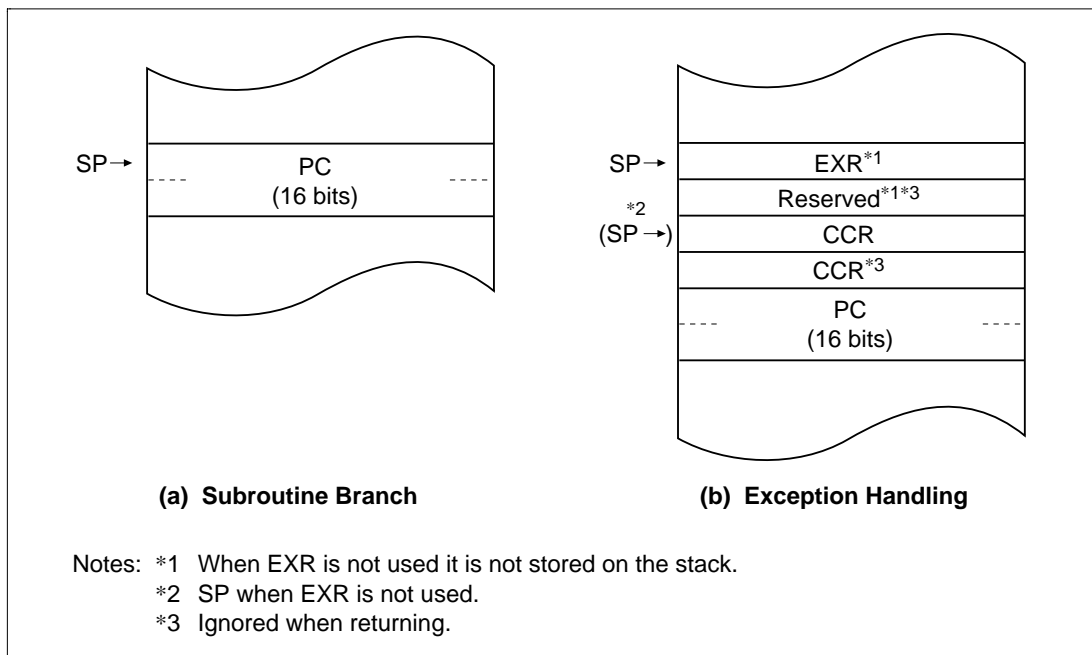 SP→
PC
(16 bits)
SP→
EXR*1
Reserved*1*3
*2
(SP→)
CCR
CCR*3
PC
(16 bits)
(a) Subroutine Branch
(b) Exception Handling
Notes: *1 When EXR is not used it is not stored on the stack.
*2 SP when EXR is not used.
*3 Ignored when returning.